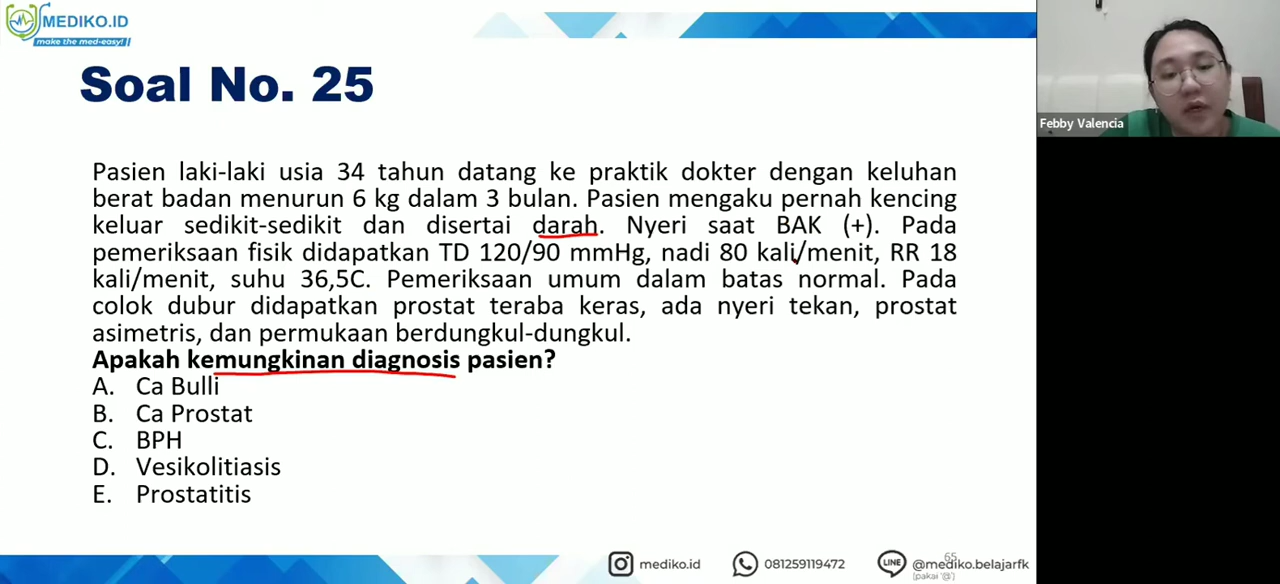 MEDIKO.ID
make the med-easy!
Soal No. 25
Febby Valencia
Pasien laki-laki usia 34 tahun datang ke praktik dokter dengan keluhan
berat badan menurun 6 kg dalam 3 bulan. Pasien mengaku pernah kencing
keluar sedikit-sedikit dan disertai darah. Nyeri saat BAK (+). Pada
pemeriksaan fisik didapatkan TD 120/90 mmHg, nadi 80 kali/menit, RR 18
kali/menit, suhu 36,5C. Pemeriksaan umum dalam batas normal. Pada
colok dubur didapatkan prostat teraba keras, ada nyeri tekan, prostat
asimetris, dan permukaan berdungkul-dungkul.
Apakah kemungkinan diagnosis pasien?
A. Ca Bulli
B. Ca Prostat
C. BPH
D. Vesikolitiasis
E. Prostatitis
65
mediko.id
081259119472
LINE
@mediko.belajarfk
(pakai '@')